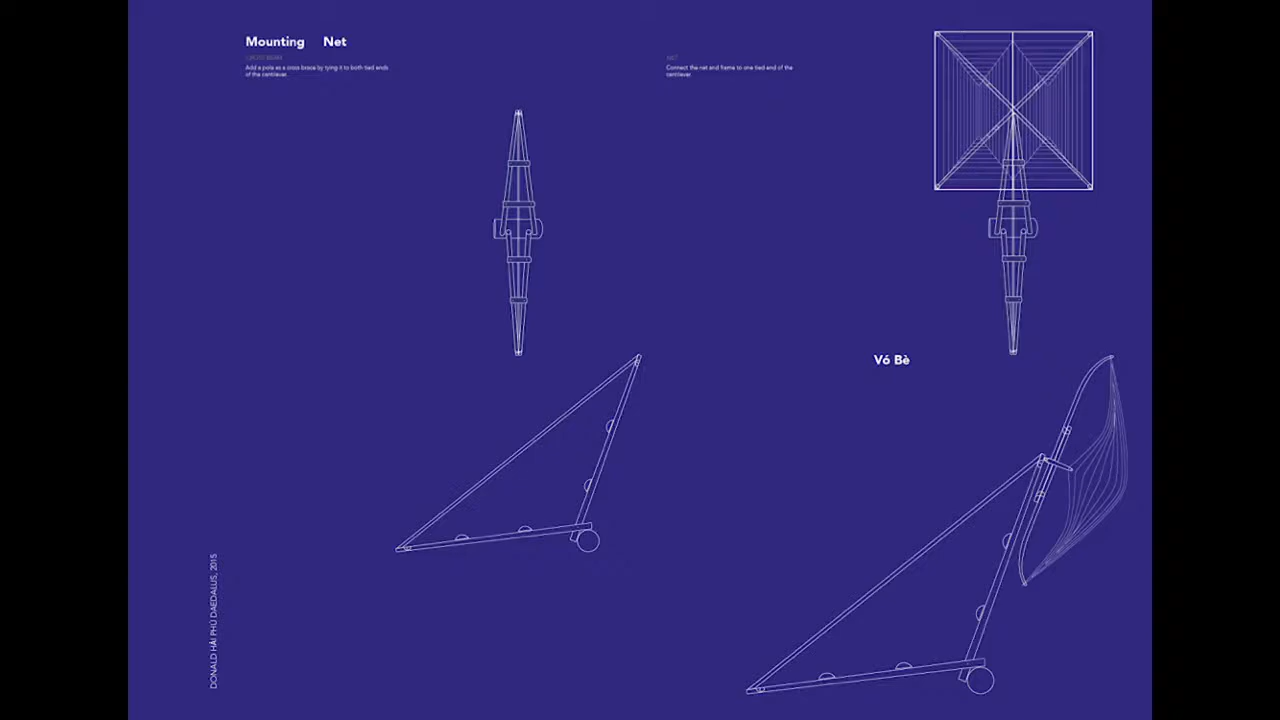 Mounting Net
Add a pole as a cross brace by tying it to both tied ends
of the cantilever.
NET
Connect the net and frame to one tied end of the
cantilever.
Vó Bè
DONALD HẢI PHÚ DAEDALUS, 2015